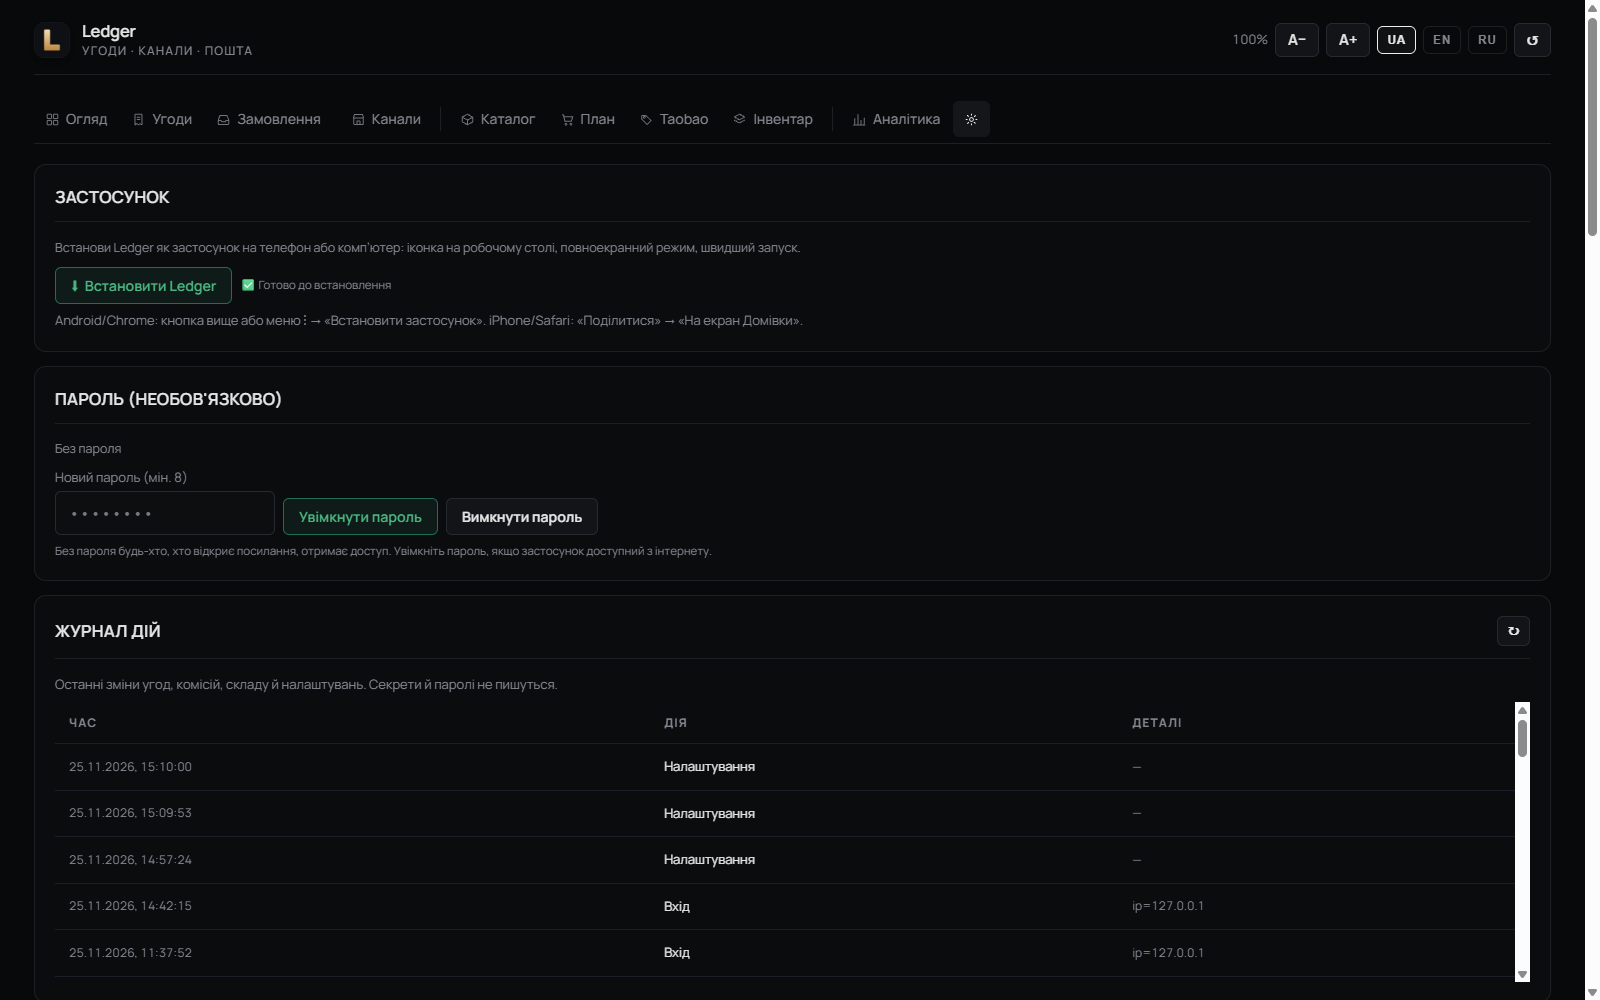 Ledger
УГОДИ · КАНАЛИ · ПОШТА
100% A− A+ UA EN RU ↺
Огляд Угоди Замовлення Канали Каталог План Taobao Інвентар Аналітика
ЗАСТОСУНОК
Встанови Ledger як застосунок на телефон або комп'ютер: іконка на робочому столі, повноекранний режим, швидший запуск.
⬇ Встановити Ledger ✅ Готово до встановлення
Android/Chrome: кнопка вище або меню ⋮ → «Встановити застосунок». iPhone/Safari: «Поділитися» → «На екран Домівки».
ПАРОЛЬ (НЕОБОВ'ЯЗКОВО)
Без пароля
Новий пароль (мін. 8)
• • • • • • • • Увімкнути пароль Вимкнути пароль
Без пароля будь-хто, хто відкриє посилання, отримає доступ. Увімкніть пароль, якщо застосунок доступний з інтернету.
ЖУРНАЛ ДІЙ ↻
Останні зміни угод, комісій, складу й налаштувань. Секрети й паролі не пишуться.
ЧАС ДІЯ ДЕТАЛІ
25.11.2026, 15:10:00 Налаштування —
25.11.2026, 15:09:53 Налаштування —
25.11.2026, 14:57:24 Налаштування —
25.11.2026, 14:42:15 Вхід ip=127.0.0.1
25.11.2026, 11:37:52 Вхід ip=127.0.0.1